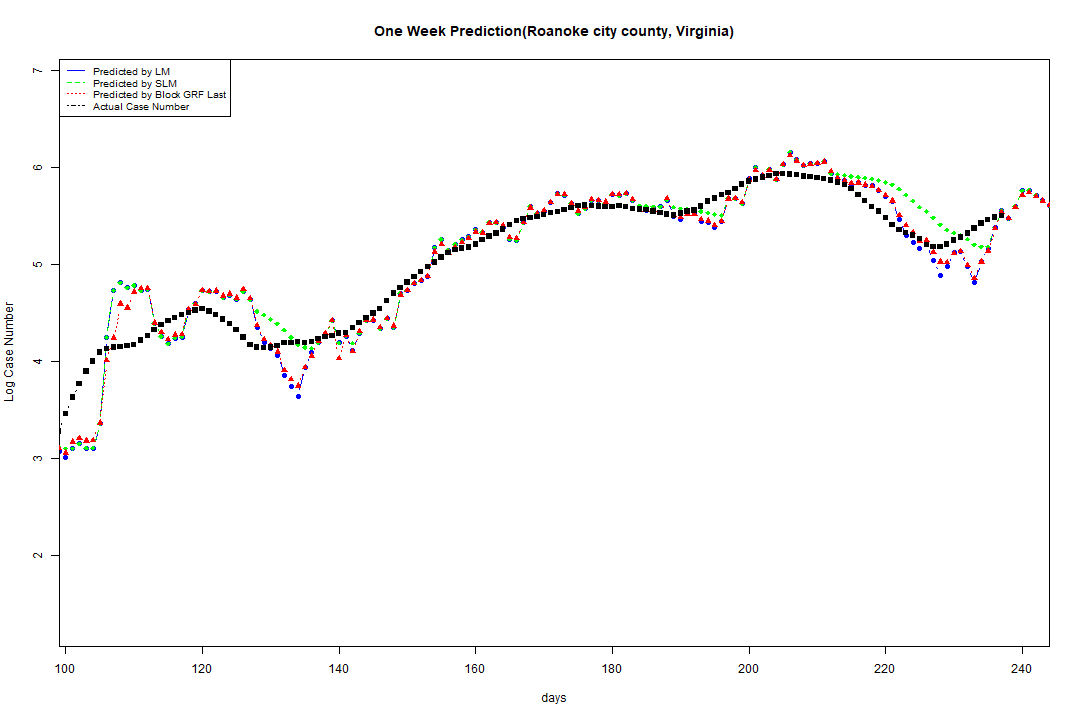 One Week Prediction(Roanoke city county, Virginia)
Predicted by LM
Predicted by SLM
Predicted by Block GRF Last
Actual Case Number
7
6
5
4
3
2
Log Case Number
100 120 140 160 180 200 220 240
days